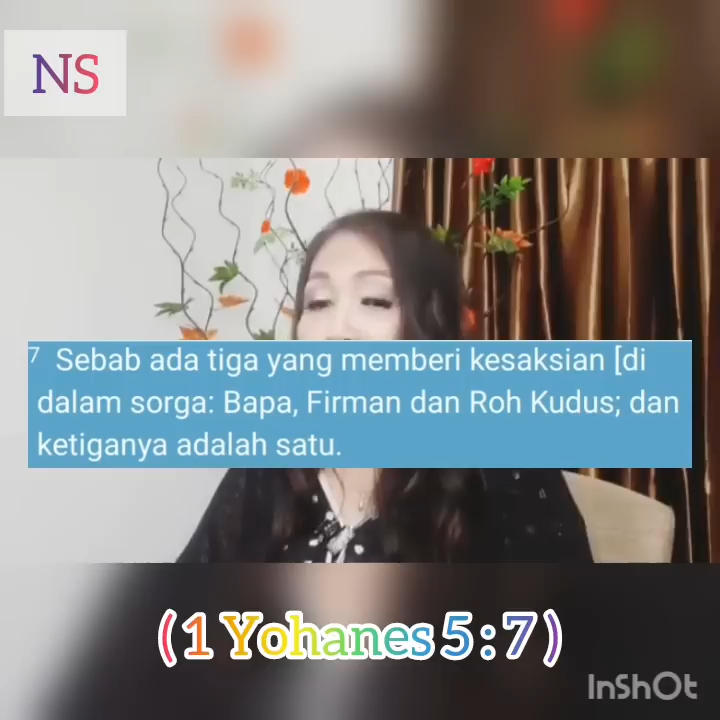 NS
7 Sebab ada tiga yang memberi kesaksian [di
dalam sorga: Bapa, Firman dan Roh Kudus; dan
ketiganya adalah satu.
(1 Yohanes 5:7)
InShOt